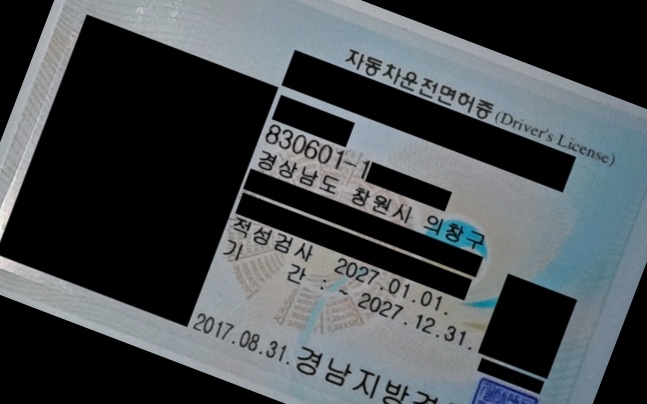 자동차운전면허증 (Driver's License)
830601-1
경상남도 창원시 의창구
적성검사 2027.01.01.
기 간 : ~ 2027.12.31.
2017.08.31. 경남지방경